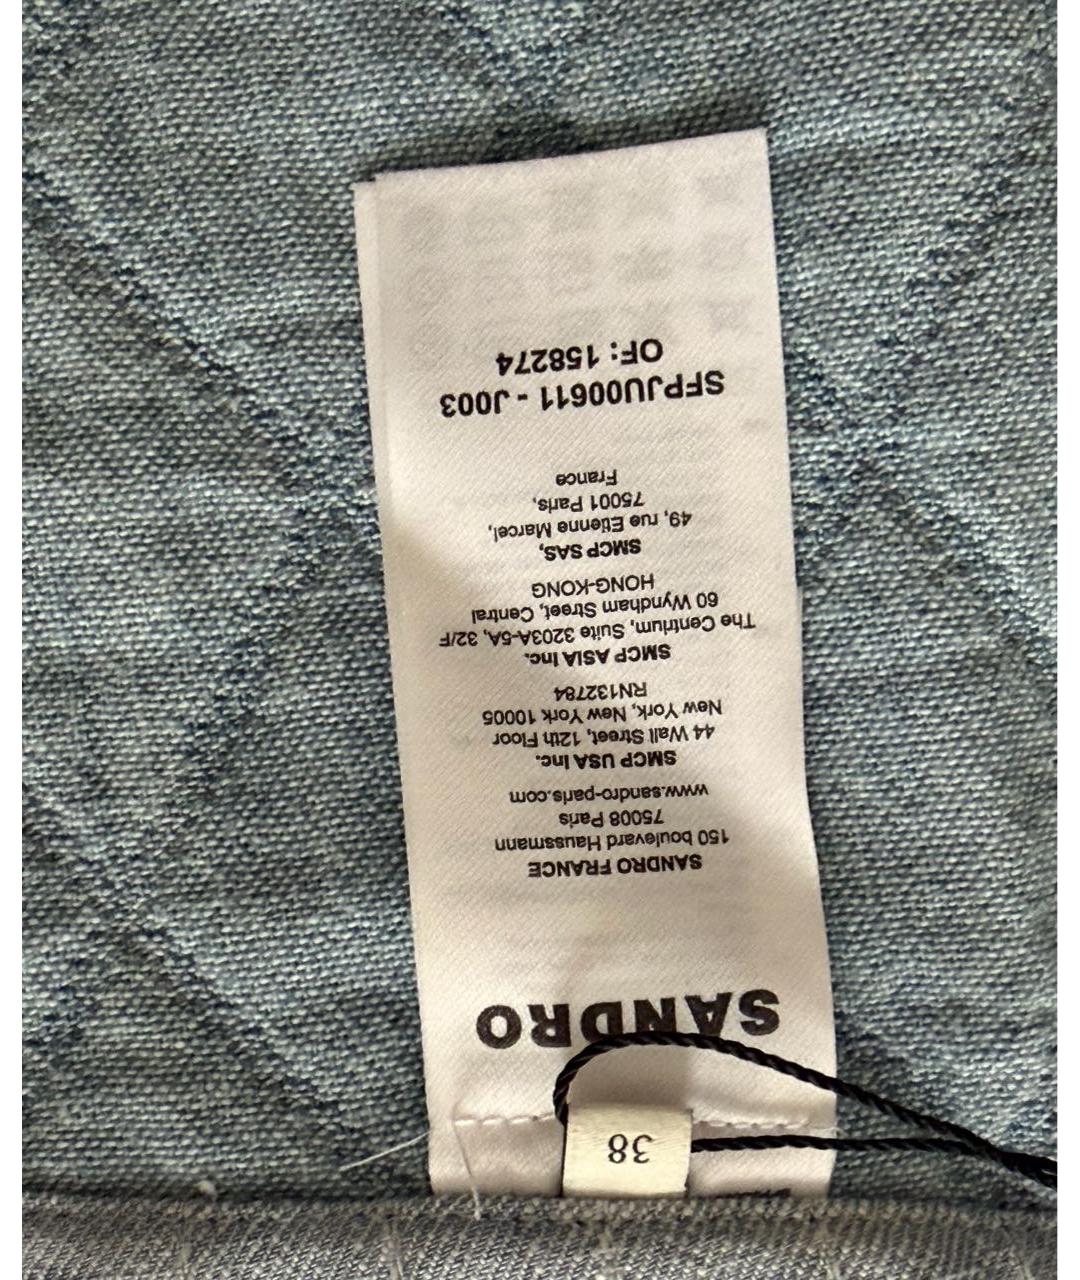 38
SANDRO
SANDRO FRANCE
150 boulevard Haussmann
75008 Paris
www.sandro-paris.com
SMCP USA Inc.
44 Wall Street, 12th Floor
New York, New York 10005
RN132784
SMCP ASIA Inc.
The Centrium, Suite 3203A-5A, 32/F
60 Wyndham Street, Central
HONG-KONG
SMCP SAS,
49, rue Etienne Marcel,
75001 Paris,
France
SFPJU00611 - J003
OF: 158274